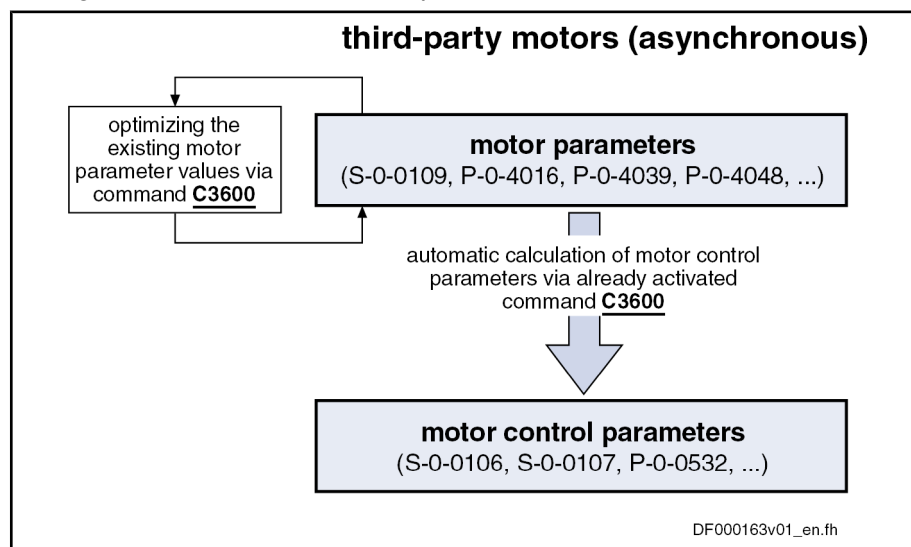 third-party motors (asynchronous)
optimizing the
existing motor
parameter values via
command C3600
motor parameters
(S-0-0109, P-0-4016, P-0-4039, P-0-4048, ...)
automatic calculation of motor control
parameters via already activated
command C3600
motor control parameters
(S-0-0106, S-0-0107, P-0-0532, ...)
DF000163v01_en.fh